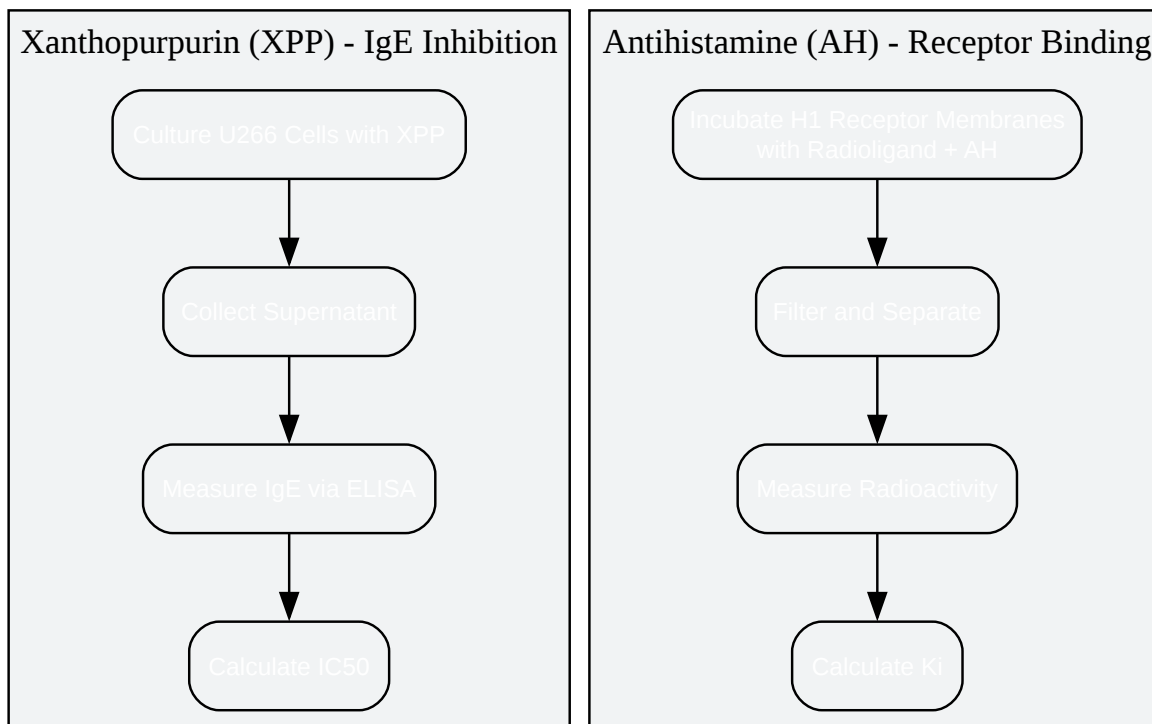 Xanthopurpurin (XPP) - IgE Inhibition
Culture U266 Cells with XPP
Collect Supernatant
Measure IgE via ELISA
Calculate IC50
Antihistamine (AH) - Receptor Binding
Incubate H1 Receptor Membranes
with Radioligand + AH
Filter and Separate
Measure Radioactivity
Calculate Ki